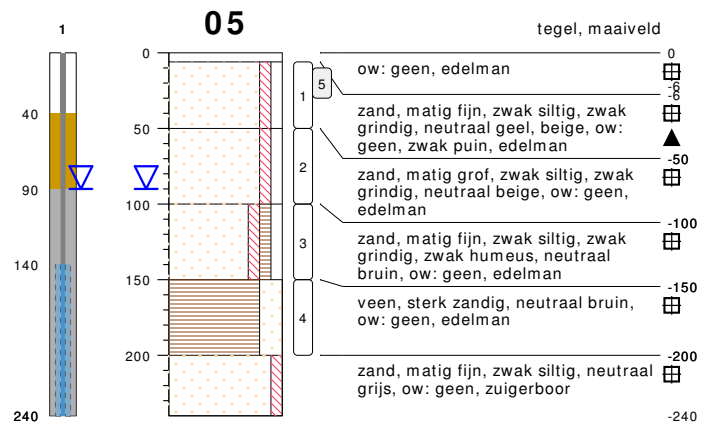 1
05
tegel, maaiveld
0
0
ow: geen, edelman
-6
-6
5
1
40
zand, matig fijn, zwak siltig, zwak
grindig, neutraal geel, beige, ow:
geen, zwak puin, edelman
50
-50
2
zand, matig grof, zwak siltig, zwak
grindig, neutraal beige, ow: geen,
edelman
90
100
-100
3
zand, matig fijn, zwak siltig, zwak
grindig, zwak humeus, neutraal
bruin, ow: geen, edelman
140
150
-150
4
veen, sterk zandig, neutraal bruin,
ow: geen, edelman
200
-200
zand, matig fijn, zwak siltig, neutraal
grijs, ow: geen, zuigerboor
240
-240